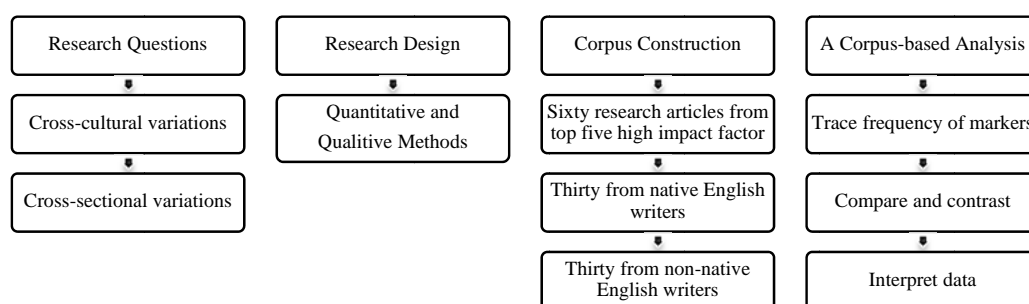 Research Questions
Cross-cultural variations
Cross-sectional variations
Research Design
Quantitative and
Qualitive Methods
Corpus Construction
Sixty research articles from
top five high impact factor
Thirty from native English
writers
Thirty from non-native
English writers
A Corpus-based Analysis
Trace frequency of markers
Compare and contrast
Interpret data